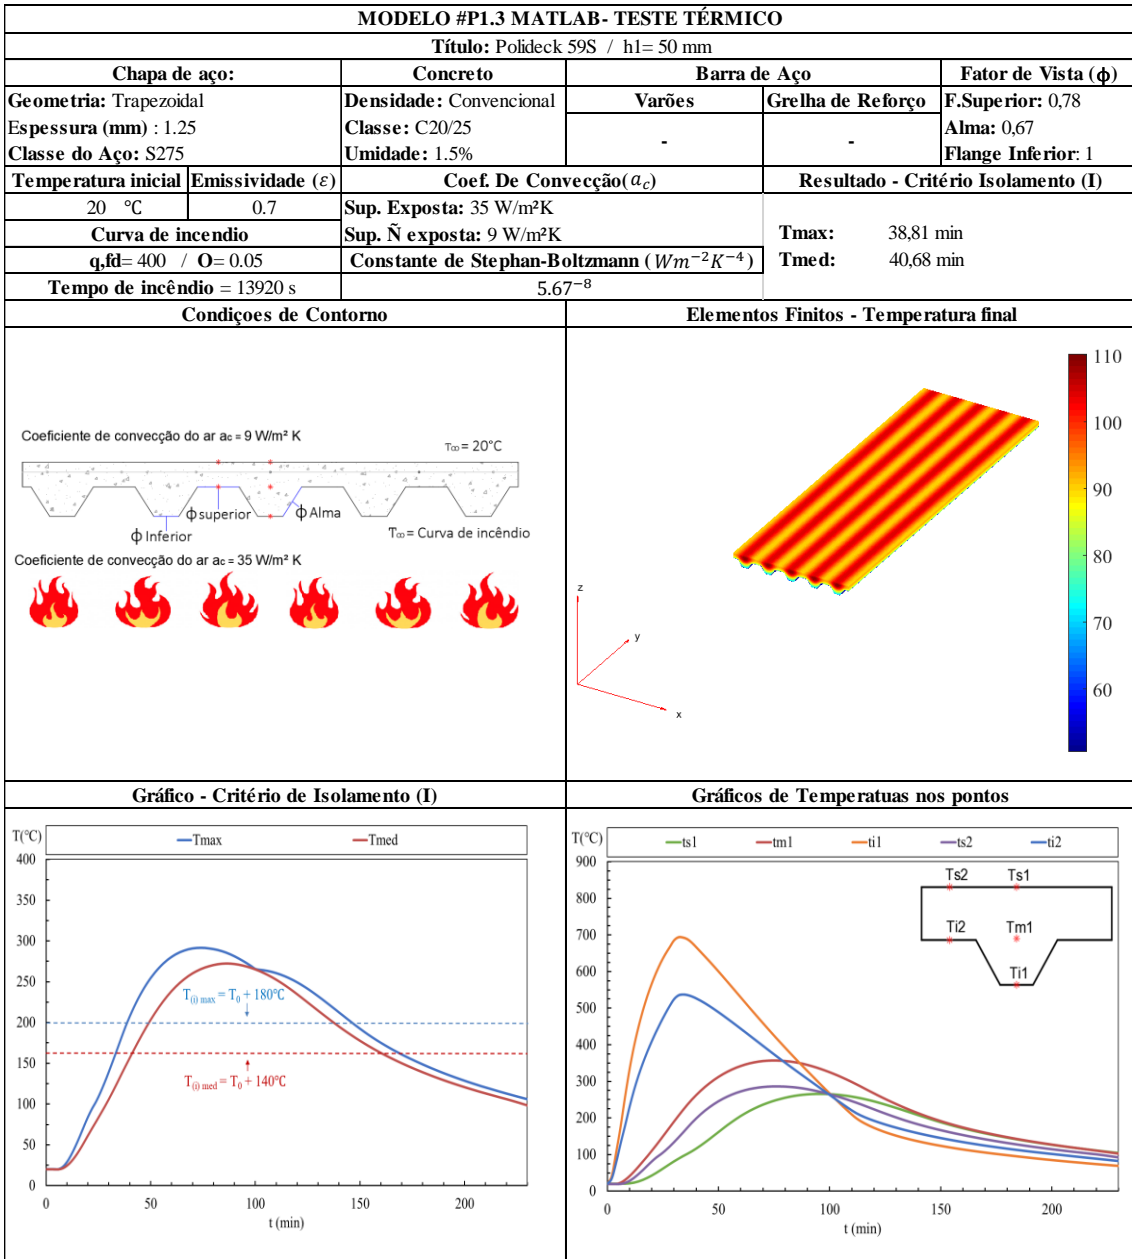 MODELO #P1.3 MATLAB- TESTE TÉRMICO
Título: Polideck 59S / h1= 50 mm
Chapa de aço:
Concreto
Barra de Aço
Fator de Vista (ϕ)
Geometria: Trapezoidal
Espessura (mm) : 1.25
Classe do Aço: S275
Densidade: Convencional
Classe: C20/25
Umidade: 1.5%
Varões
Grelha de Reforço
-
-
F.Superior: 0,78
Alma: 0,67
Flange Inferior: 1
Temperatura inicial
Emissividade (ε)
Coef. De Convecção(a_c)
Resultado - Critério Isolamento (I)
20 °C
0.7
Sup. Exposta: 35 W/m²K
Sup. Ñ exposta: 9 W/m²K
Curva de incendio
q,fd= 400 / O= 0.05
Tempo de incêndio = 13920 s
Constante de Stephan-Boltzmann (Wm⁻²K⁻⁴)
5.67⁻⁸
Tmax: 38,81 min
Tmed: 40,68 min
Condiçoes de Contorno
Elementos Finitos - Temperatura final
Coeficiente de convecção do ar ac = 9 W/m² K
T∞ = 20°C
ϕ superior
ϕ Alma
ϕ Inferior
T∞ = Curva de incêndio
Coeficiente de convecção do ar ac = 35 W/m² K
110
100
90
80
70
60
z
y
x
Gráfico - Critério de Isolamento (I)
Gráficos de Temperatuas nos pontos
T(°C)
Tmax
Tmed
400
350
300
250
200
150
100
50
0
T(i) max = T0 + 180°C
T(i) med = T0 + 140°C
0
50
100
150
200
t (min)
T(°C)
ts1
tm1
ti1
ts2
ti2
900
800
700
600
500
400
300
200
100
0
Ts2
Ts1
Ti2
Tm1
Ti1
0
50
100
150
200
t (min)